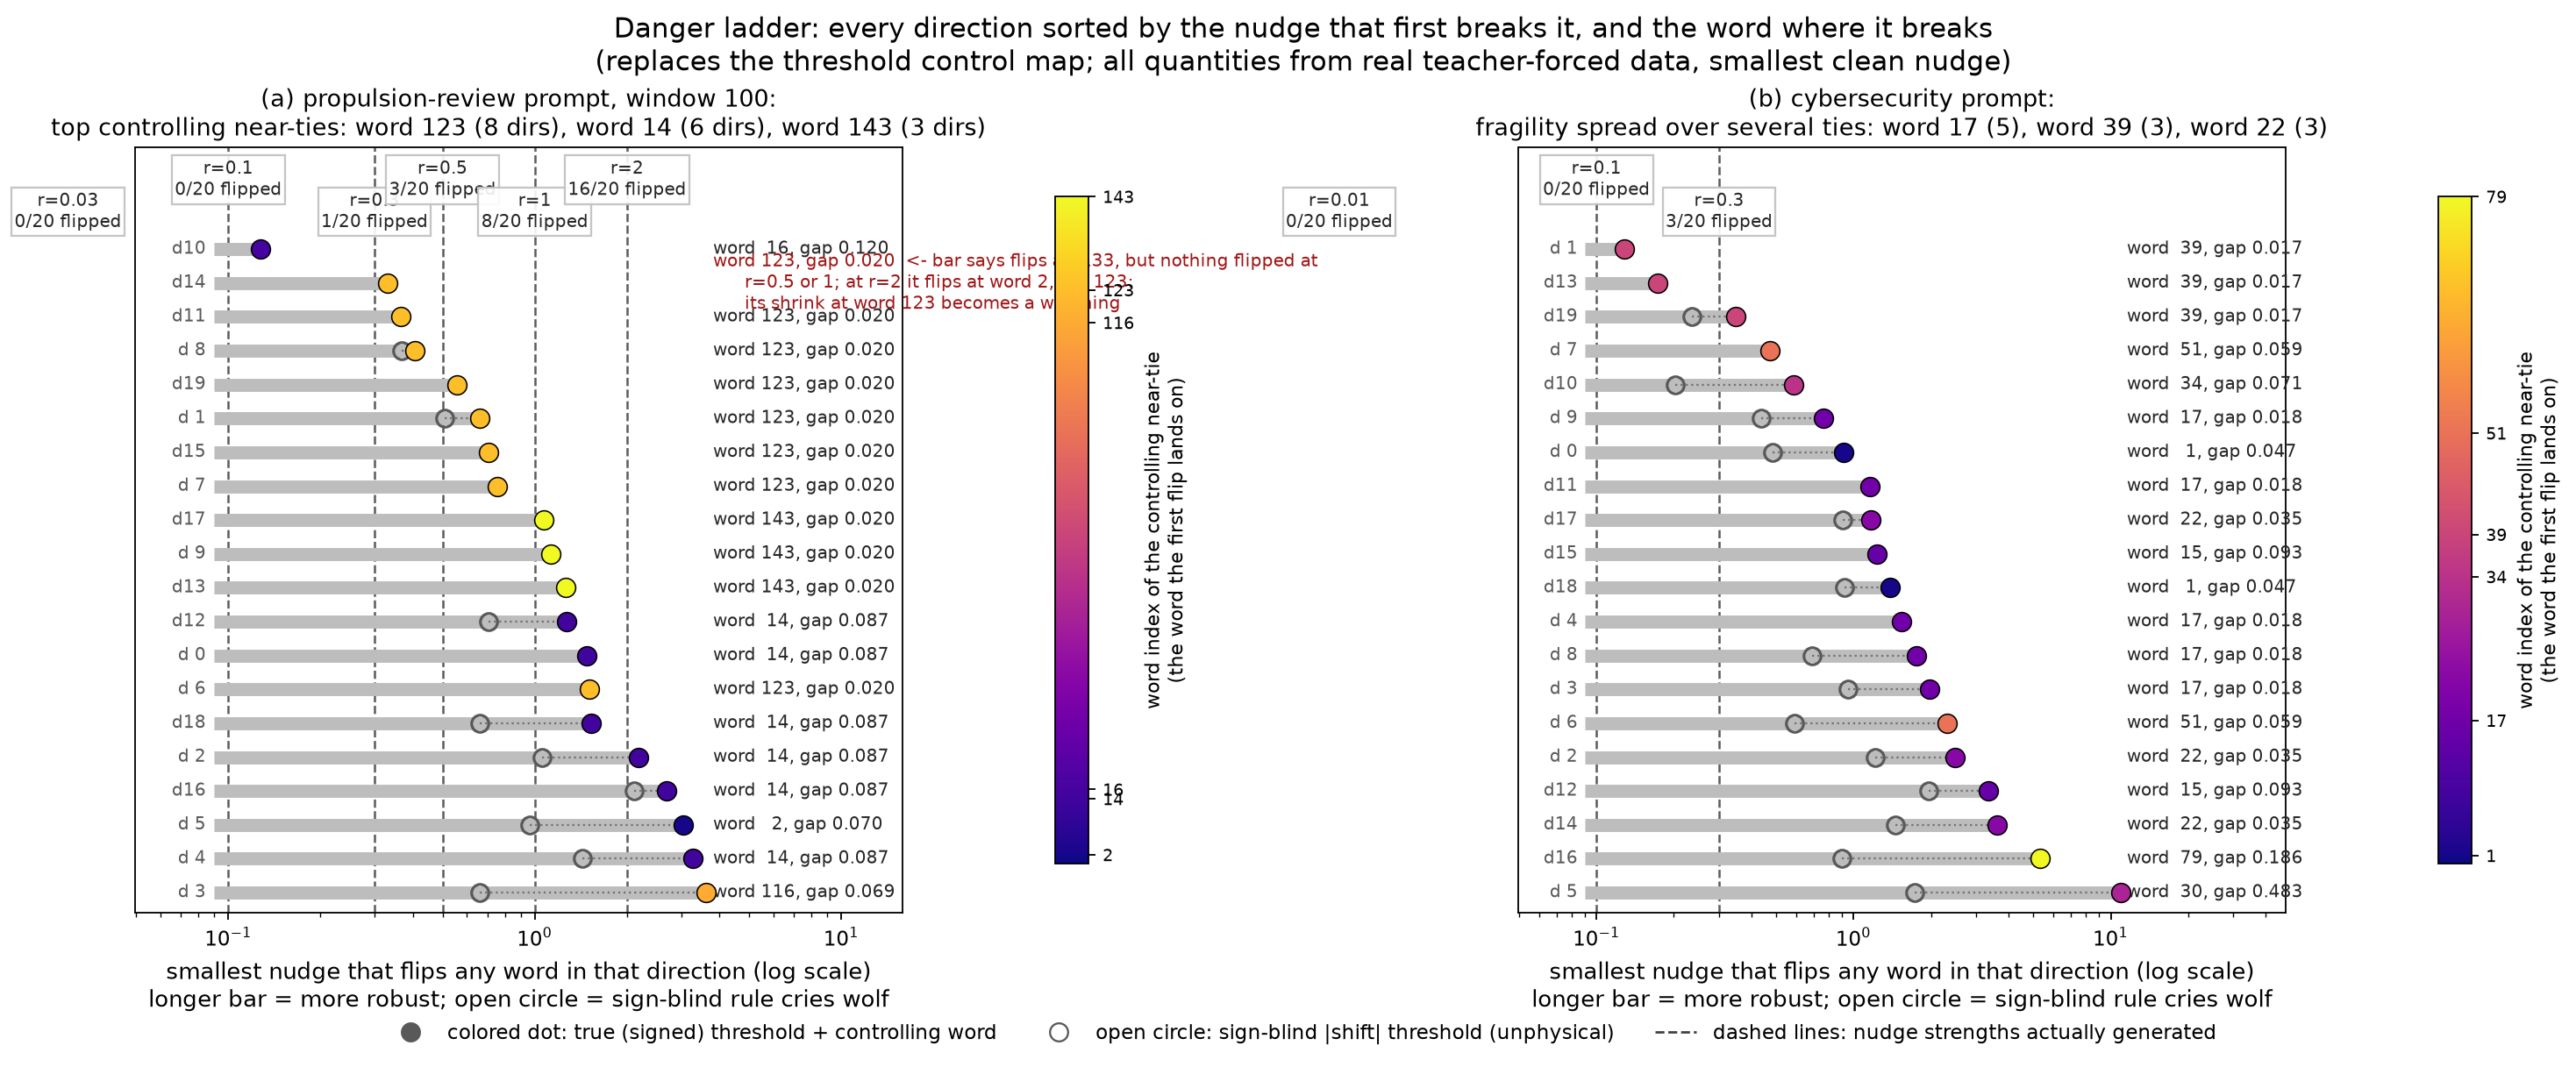 Danger ladder: every direction sorted by the nudge that first breaks it, and the word where it breaks
(replaces the threshold control map; all quantities from real teacher-forced data, smallest clean nudge)
(a) propulsion-review prompt, window 100:
top controlling near-ties: word 123 (8 dirs), word 14 (6 dirs), word 143 (3 dirs)
r=0.03
0/20 flipped
r=0.1
0/20 flipped
1/20 flipped
r=0.5
3/20 flipped
r=1
8/20 flipped
r=2
16/20 flipped
d10
word 16, gap 0.120
d14
word 123, gap 0.020 <- bar says flips 33, but nothing flipped at
r=0.5 or 1; at r=2 it flips at word 2, 123;
its shrink at word 123 becomes a
d11
word 123, gap 0.020
d 8
word 123, gap 0.020
d19
word 123, gap 0.020
d 1
word 123, gap 0.020
d15
word 123, gap 0.020
d 7
word 123, gap 0.020
d17
word 143, gap 0.020
d 9
word 143, gap 0.020
d13
word 143, gap 0.020
d12
word 14, gap 0.087
d 0
word 14, gap 0.087
d 6
word 123, gap 0.020
d18
word 14, gap 0.087
d 2
word 14, gap 0.087
d16
word 14, gap 0.087
d 5
word 2, gap 0.070
d 4
word 14, gap 0.087
d 3
word 116, gap 0.069
10⁻¹ 10⁰ 10¹
smallest nudge that flips any word in that direction (log scale)
longer bar = more robust; open circle = sign-blind rule cries wolf
143
123
116
16
14
2
word index of the controlling near-tie
(the word the first flip lands on)
(b) cybersecurity prompt:
fragility spread over several ties: word 17 (5), word 39 (3), word 22 (3)
r=0.01
0/20 flipped
r=0.1
0/20 flipped
r=0.3
3/20 flipped
d 1
word 39, gap 0.017
d13
word 39, gap 0.017
d19
word 39, gap 0.017
d 7
word 51, gap 0.059
d10
word 34, gap 0.071
d 9
word 17, gap 0.018
d 0
word 1, gap 0.047
d11
word 17, gap 0.018
d17
word 22, gap 0.035
d15
word 15, gap 0.093
d18
word 1, gap 0.047
d 4
word 17, gap 0.018
d 8
word 17, gap 0.018
d 3
word 17, gap 0.018
d 6
word 51, gap 0.059
d 2
word 22, gap 0.035
d12
word 15, gap 0.093
d14
word 22, gap 0.035
d16
word 79, gap 0.186
d 5
word 30, gap 0.483
10⁻¹ 10⁰ 10¹
smallest nudge that flips any word in that direction (log scale)
longer bar = more robust; open circle = sign-blind rule cries wolf
79
51
39
34
17
1
word index of the controlling near-tie
(the word the first flip lands on)
colored dot: true (signed) threshold + controlling word
open circle: sign-blind |shift| threshold (unphysical)
dashed lines: nudge strengths actually generated